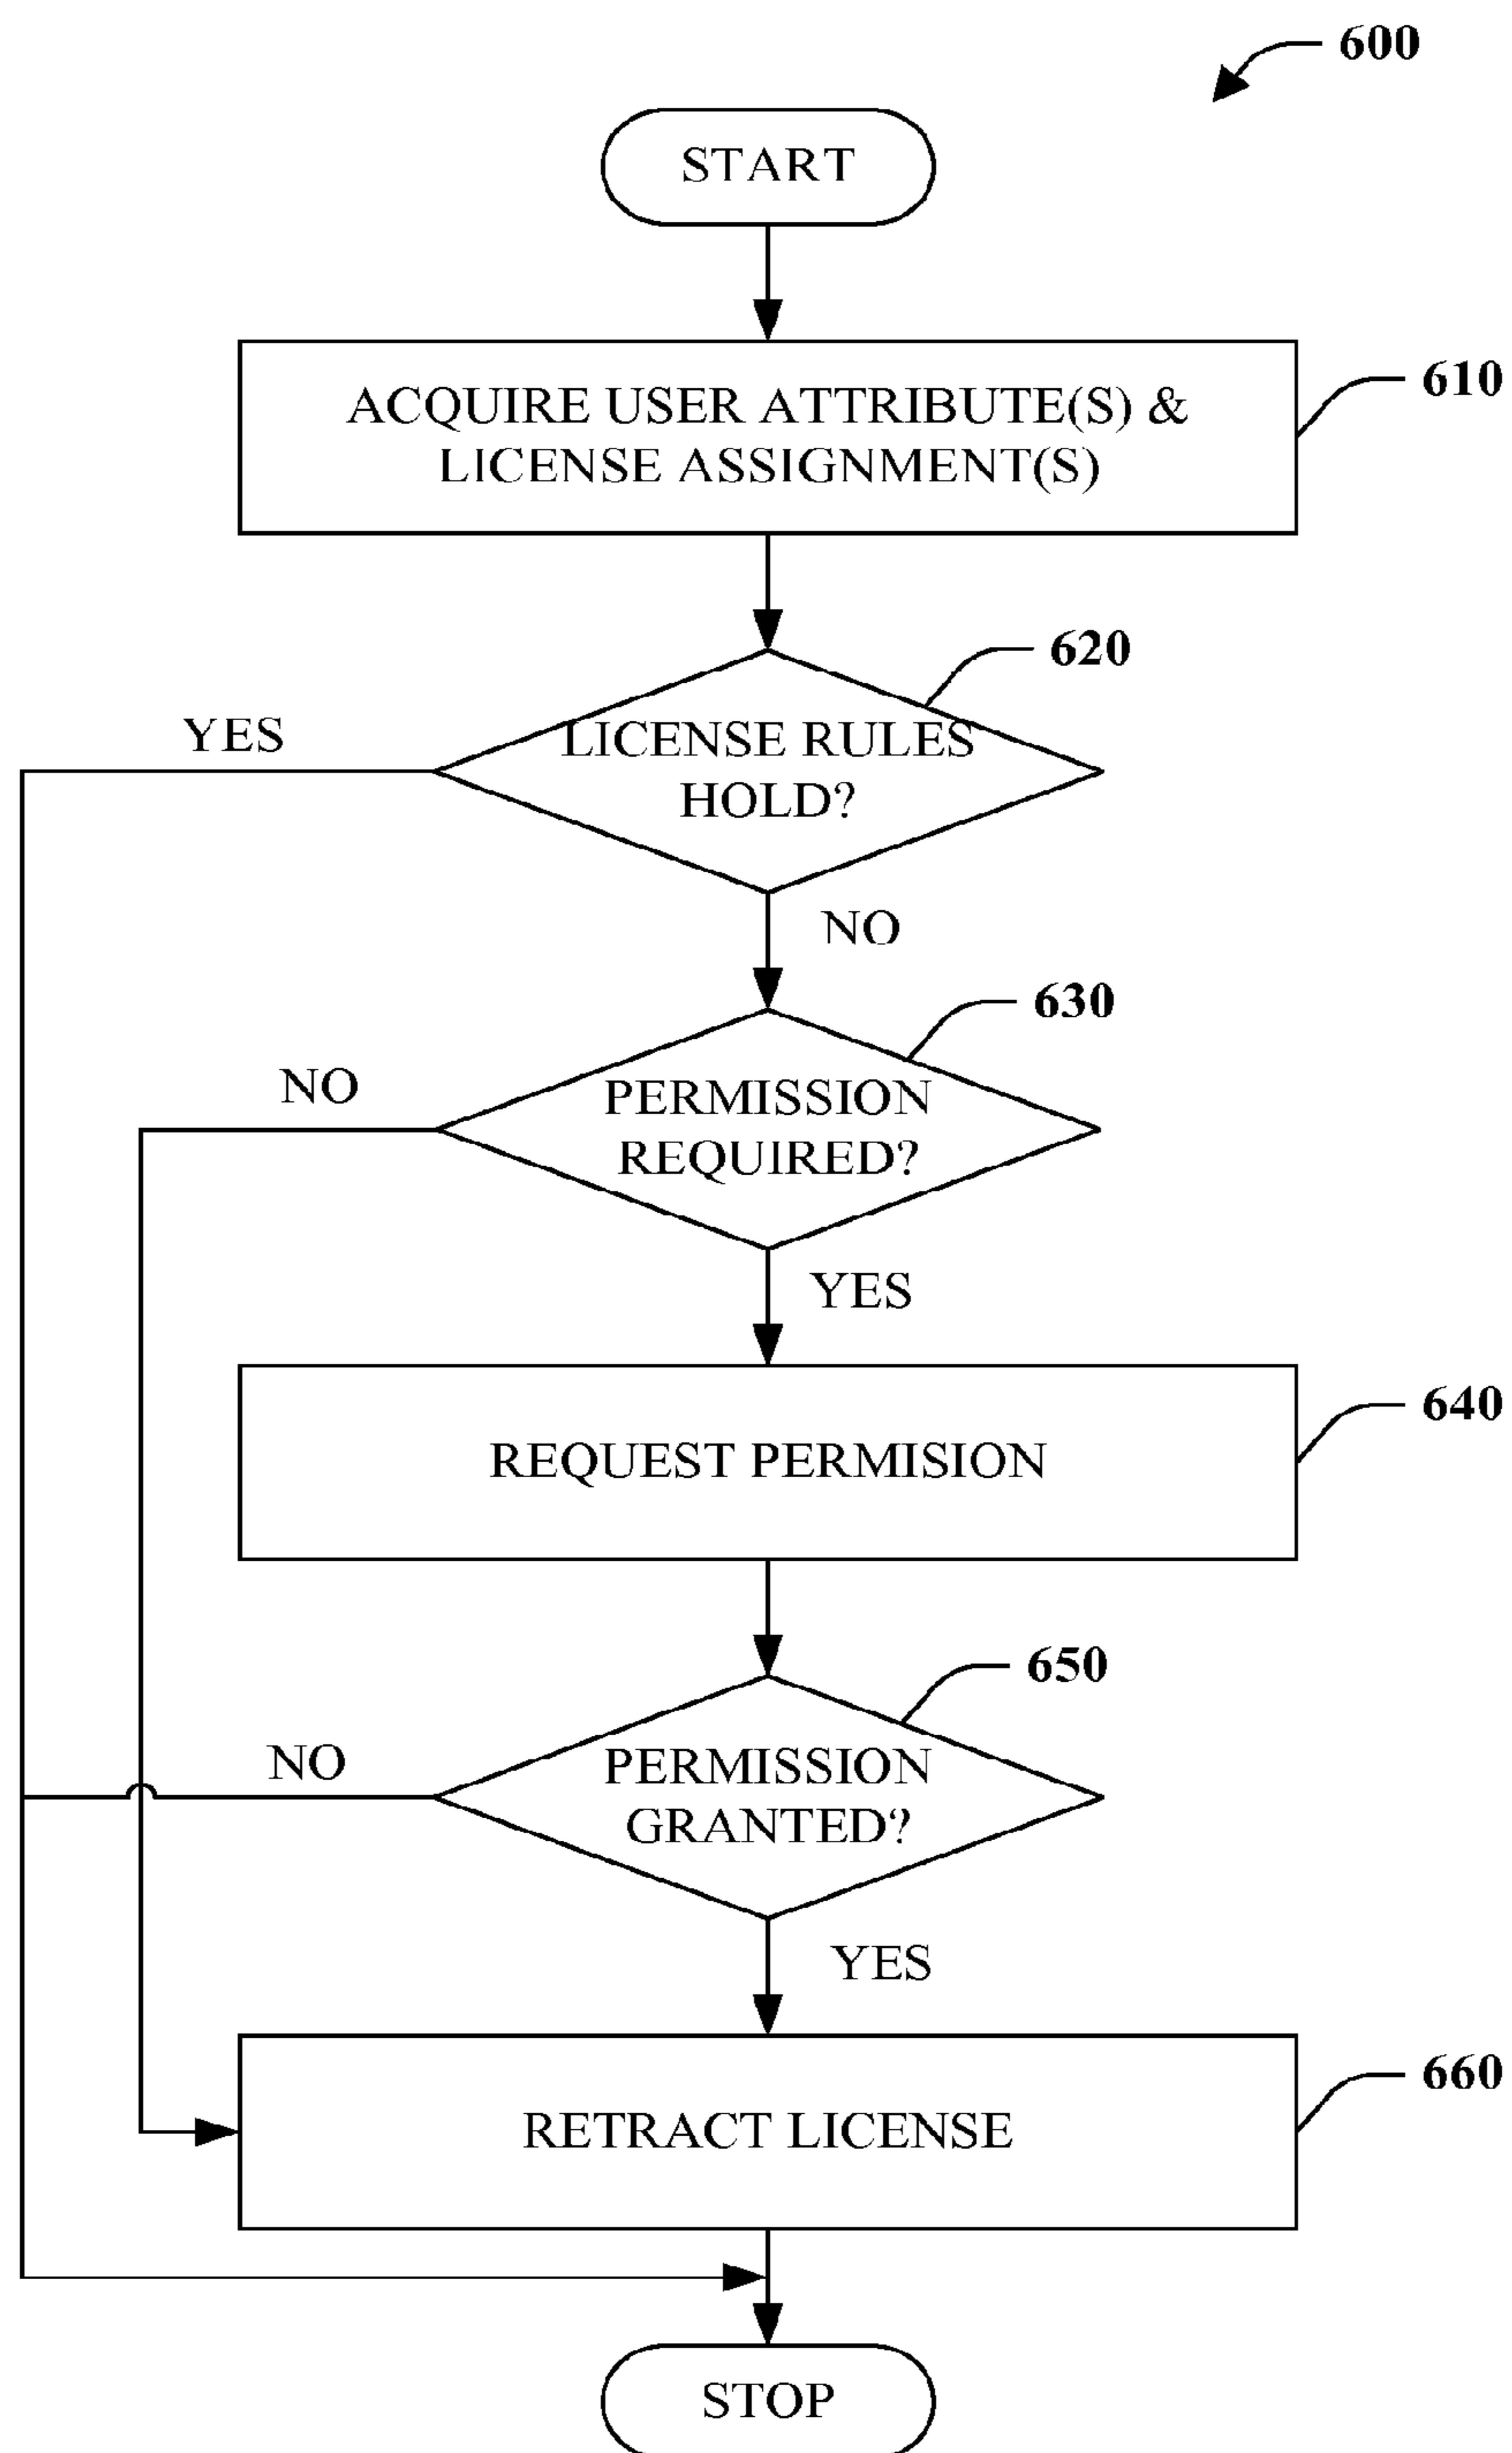 600
START
ACQUIRE USER ATTRIBUTE(S) &
LICENSE ASSIGNMENT(S)
610
620
YES
LICENSE RULES
HOLD?
NO
630
NO
PERMISSION
REQUIRED?
YES
640
REQUEST PERMISION
650
NO
PERMISSION
GRANTED?
YES
660
RETRACT LICENSE
STOP